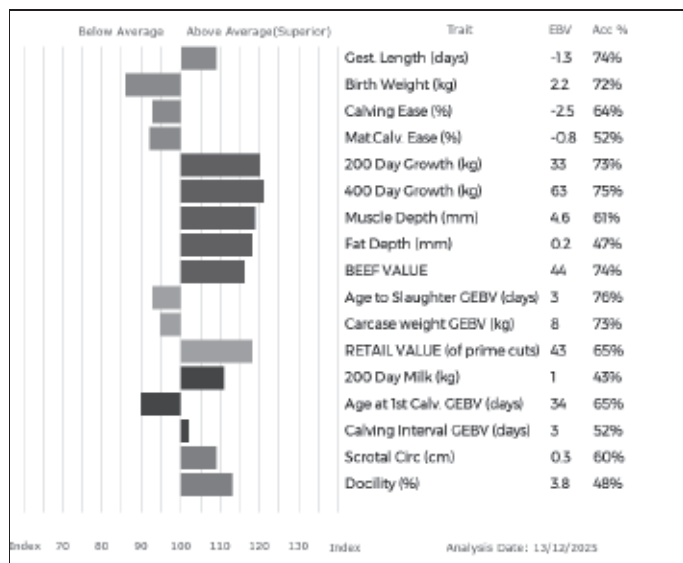 Below Average Above Average(Superior) Trait EBV Acc %
Gest. Length (days) -1.3 74%
Birth Weight (kg) 2.2 72%
Calving Ease (%) -2.5 64%
Mat.Calv. Ease (%) -0.8 52%
200 Day Growth (kg) 33 73%
400 Day Growth (kg) 63 75%
Muscle Depth (mm) 4.6 61%
Fat Depth (mm) 0.2 47%
BEEF VALUE 44 74%
Age to Slaughter GEBV (days) 3 76%
Carcase weight GEBV (kg) 8 73%
RETAIL VALUE (of prime cuts) 43 65%
200 Day Milk (kg) 1 43%
Age at 1st Calv. GEBV (days) 34 65%
Calving Interval GEBV (days) 3 52%
Scrotal Circ (cm) 0.3 60%
Docility (%) 3.8 48%
Index 70 80 90 100 110 120 130 Index Analysis Date: 13/12/2025